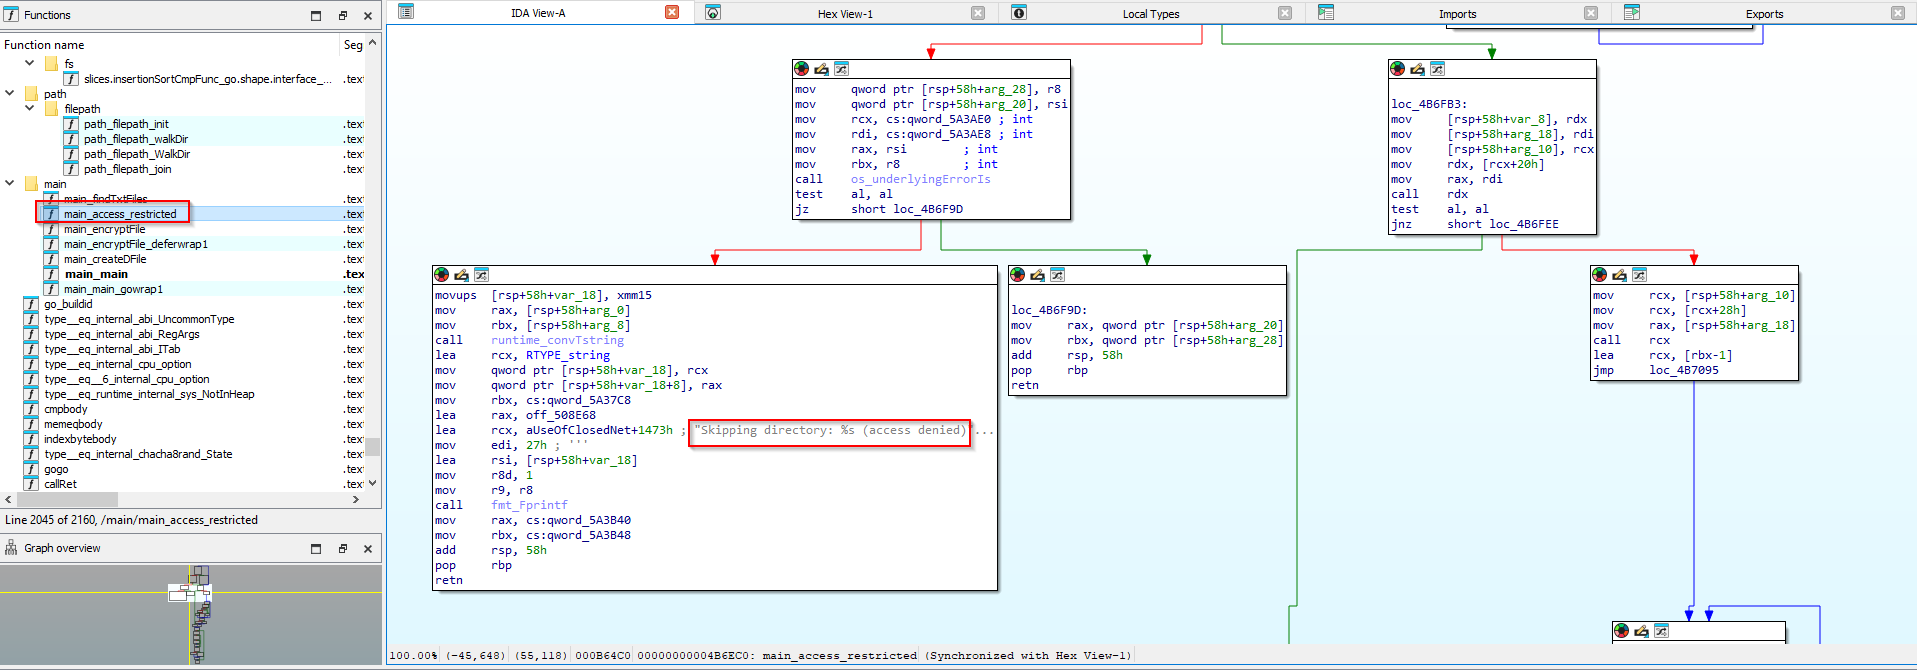 Functions
Function name
Seg
fs
slices.insertionSortCmpFunc_go.shape.interface_... .tex
path
filepath
path_filepath_init .tex
path_filepath_walkDir .tex
path_filepath_WalkDir .tex
path_filepath_join .tex
main
main_findTxtFiles .tex
main_access_restricted .tex
main_encryptFile .tex
main_encryptFile_deferwrap1 .tex
main_createDFile .tex
main_main .tex
main_main_gowrap1 .tex
go_buildid .tex
type__eq_internal_abi_UncommonType .tex
type__eq_internal_abi_RegArgs .tex
type__eq_internal_abi_ITab .tex
type__eq_internal_cpu_option .tex
type__eq__6_internal_cpu_option .tex
type__eq_runtime_internal_sys_NotInHeap .tex
cmpbody .tex
memeqbody .tex
indexbytebody .tex
type__eq_internal_chacha8rand_State .tex
gogo .tex
callRet .tex
Line 2045 of 2160, /main/main_access_restricted
Graph overview
IDA View-A
Hex View-1
Local Types
Imports
Exports
mov qword ptr [rsp+58h+arg_28], r8
mov qword ptr [rsp+58h+arg_20], rsi
mov rcx, cs:qword_5A3AE0 ; int
mov rdi, cs:qword_5A3AE8 ; int
mov rax, rsi ; int
mov rbx, r8 ; int
call os_underlyingErrorIs
test al, al
jz short loc_4B6F9D
loc_4B6FB3:
mov [rsp+58h+var_8], rdx
mov [rsp+58h+arg_18], rdi
mov [rsp+58h+arg_10], rcx
mov rdx, [rcx+20h]
mov rax, rdi
call rdx
test al, al
jnz short loc_4B6FEE
movups [rsp+58h+var_18], xmm15
mov rax, [rsp+58h+arg_0]
mov rbx, [rsp+58h+arg_8]
call runtime_convTstring
lea rcx, RTYPE_string
mov qword ptr [rsp+58h+var_18], rcx
mov qword ptr [rsp+58h+var_18+8], rax
mov rbx, cs:qword_5A37C8
lea rax, off_508E68
lea rcx, aUseOfClosedNet+1473h ; "Skipping directory: %s (access denied)"...
mov edi, 27h ; '''
lea rsi, [rsp+58h+var_18]
mov r8d, 1
mov r9, r8
call fmt_Fprintf
mov rax, cs:qword_5A3B40
mov rbx, cs:qword_5A3B48
add rsp, 58h
pop rbp
retn
loc_4B6F9D:
mov rax, qword ptr [rsp+58h+arg_20]
mov rbx, qword ptr [rsp+58h+arg_28]
add rsp, 58h
pop rbp
retn
mov rcx, [rsp+58h+arg_10]
mov rcx, [rcx+28h]
mov rax, [rsp+58h+arg_18]
call rcx
lea rcx, [rbx-1]
jmp loc_4B7095
100.00% (-45,648) (55,118) 000B64C0 00000000004B6EC0: main_access_restricted (Synchronized with Hex View-1)